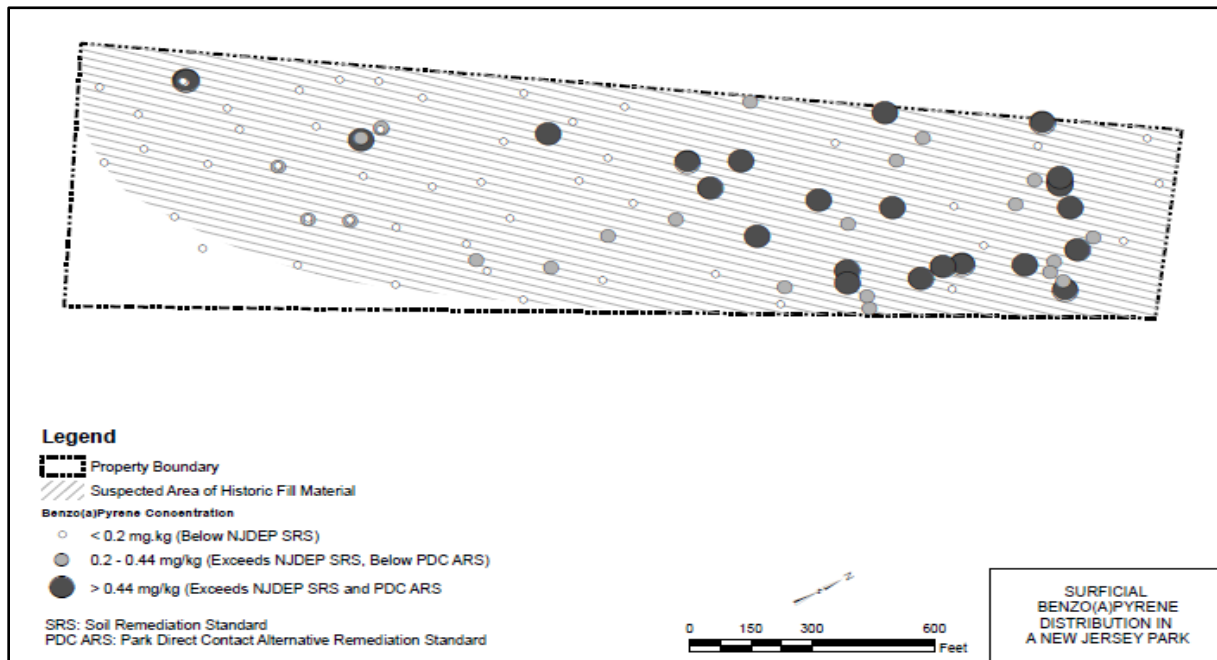 Legend
Property Boundary
Suspected Area of Historic Fill Material
Benzo(a)Pyrene Concentration
< 0.2 mg.kg (Below NJDEP SRS)
0.2 - 0.44 mg/kg (Exceeds NJDEP SRS, Below PDC ARS)
> 0.44 mg/kg (Exceeds NJDEP SRS and PDC ARS
SRS: Soil Remediation Standard
PDC ARS: Park Direct Contact Alternative Remediation Standard
N
0 150 300 600
Feet
SURFICIAL
BENZO(A)PYRENE
DISTRIBUTION IN
A NEW JERSEY PARK